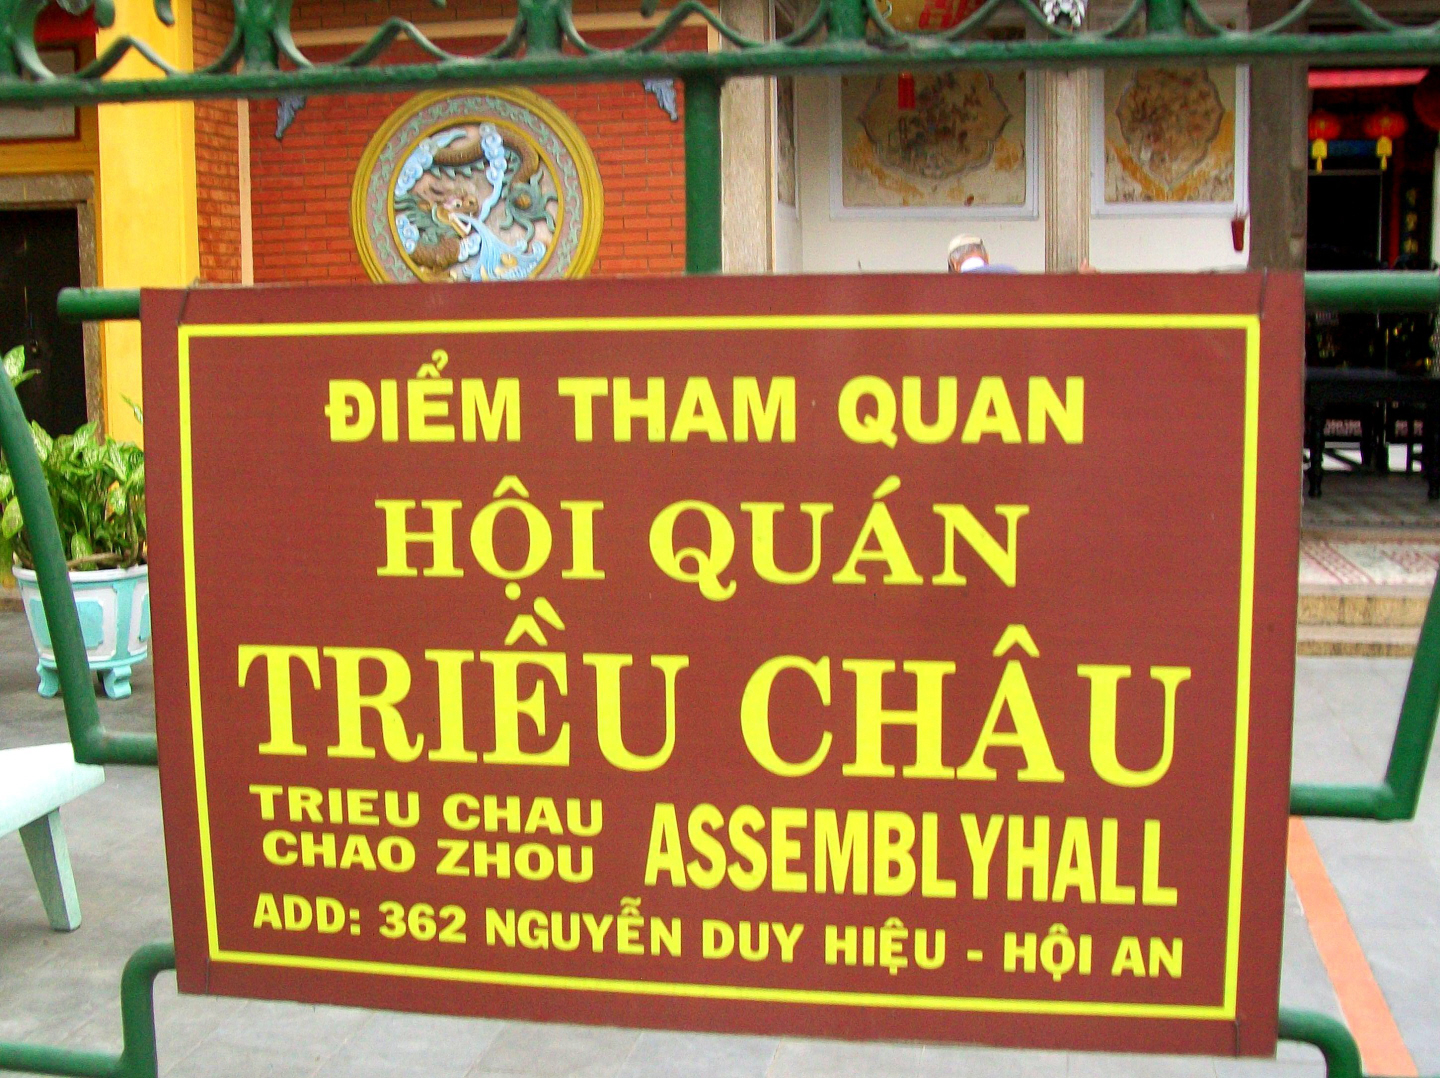 ĐIỂM THAM QUAN
HỘI QUÁN
TRIỀU CHÂU
TRIEU CHAU
CHAO ZHOU
ASSEMBLYHALL
ADD: 362 NGUYỄN DUY HIỆU - HỘI AN